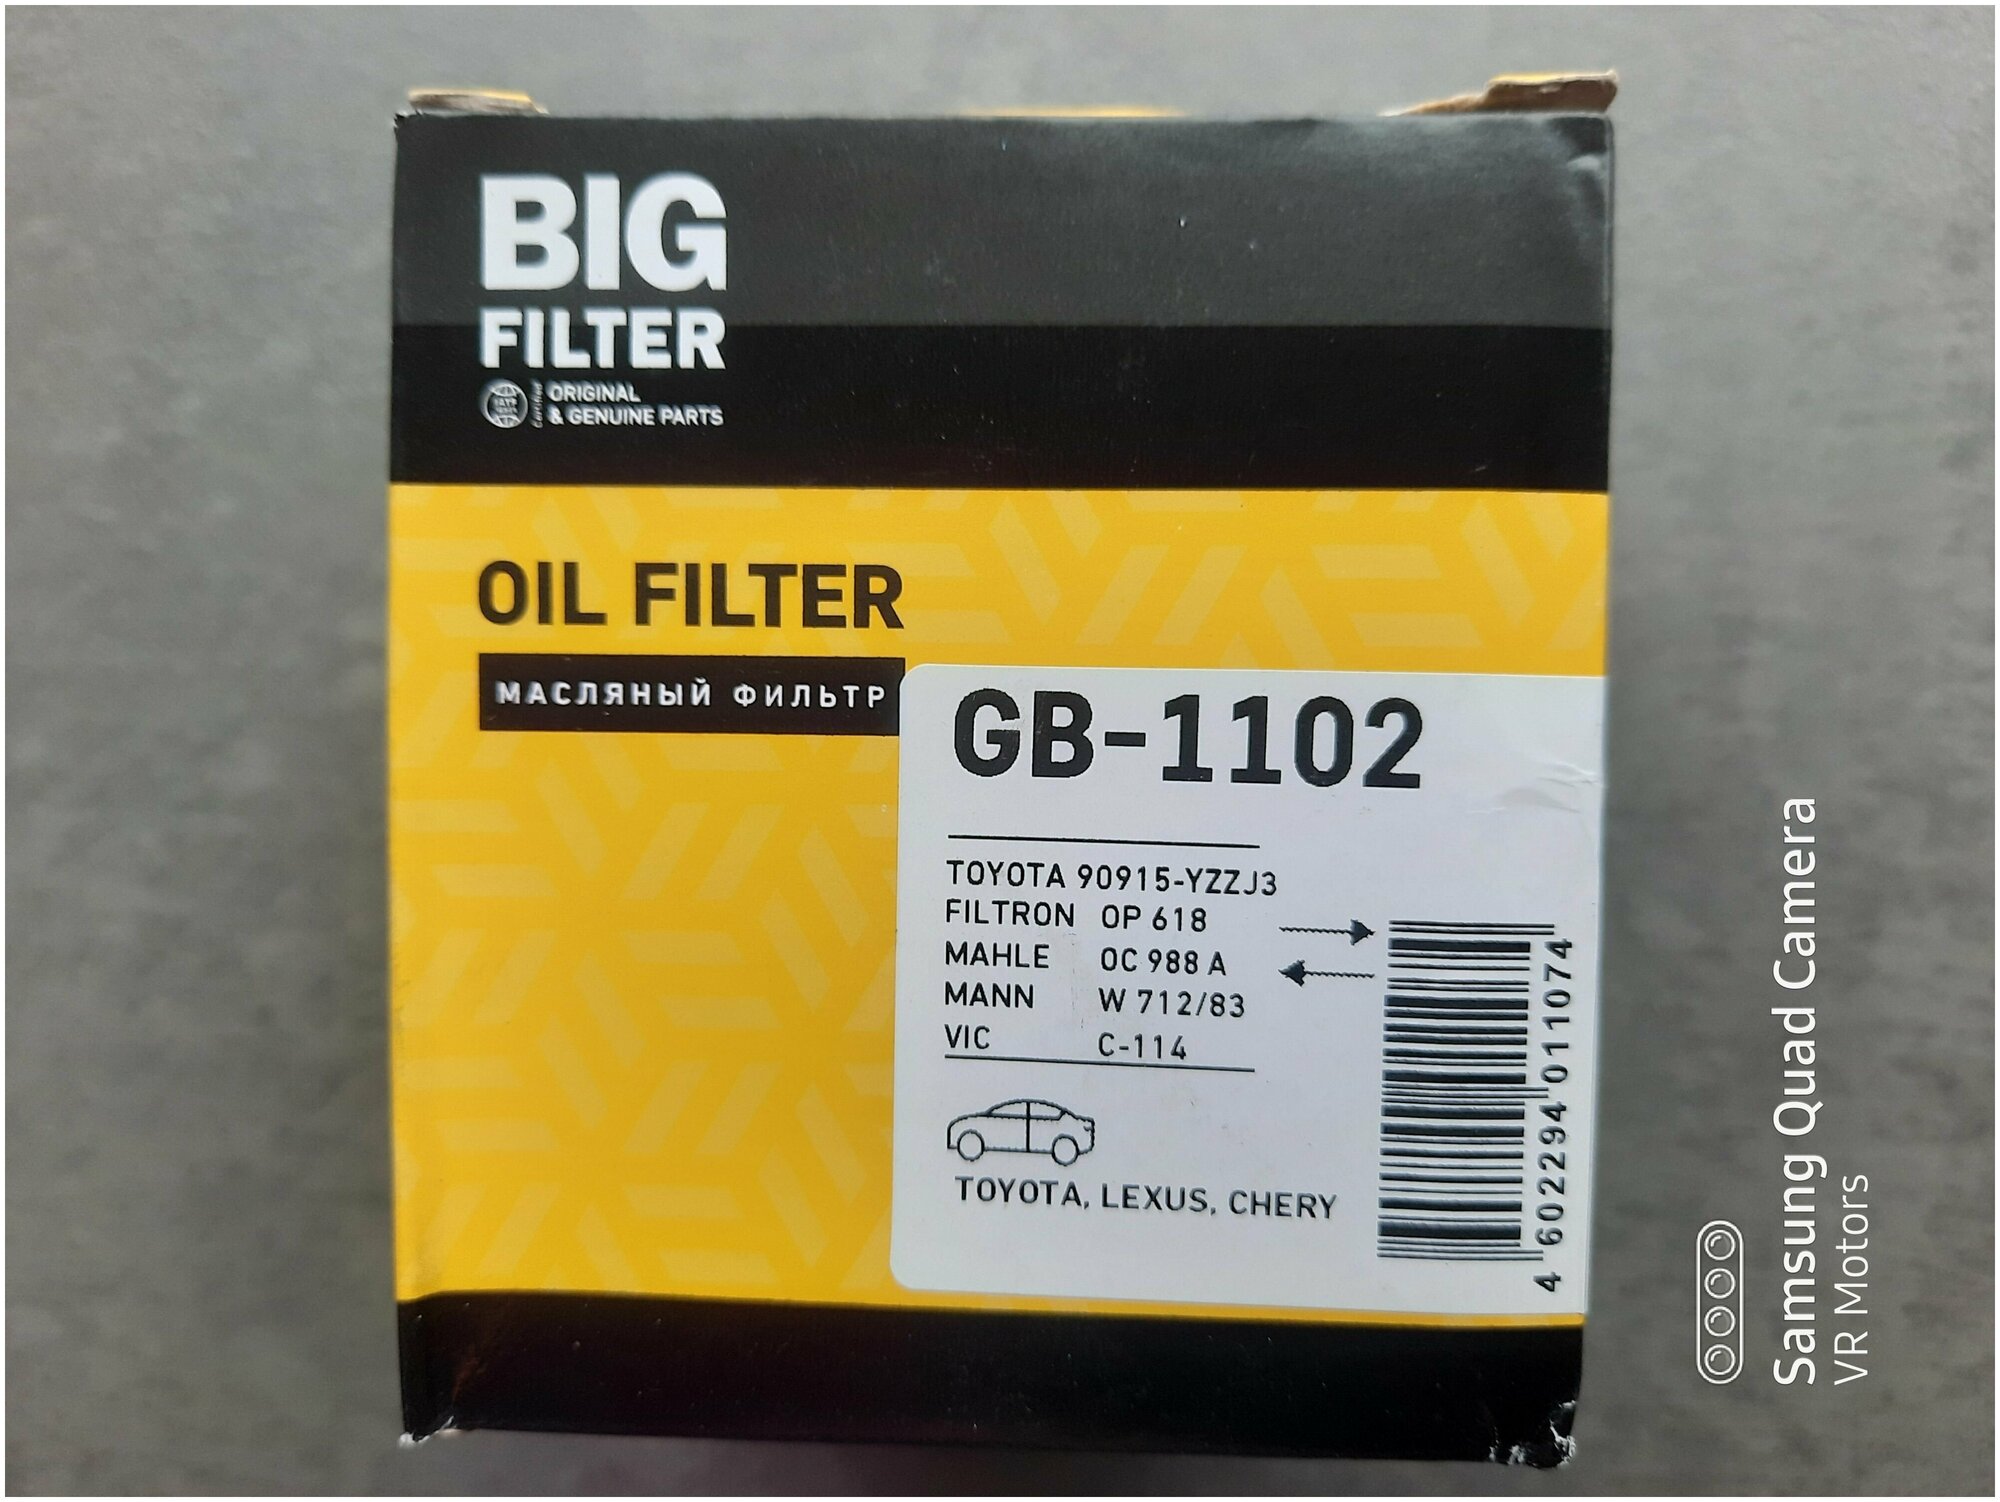 BIG
FILTER
ORIGINAL
& GENUINE PARTS
OIL FILTER
МАСЛЯНЫЙ ФИЛЬТР
GB-1102
TOYOTA 90915-YZZJ3
FILTRON OP 618
MAHLE OC 988 A
MANN W 712/83
VIC C-114
TOYOTA, LEXUS, CHERY
4 602294 011074
Samsung Quad Camera
VR Motors